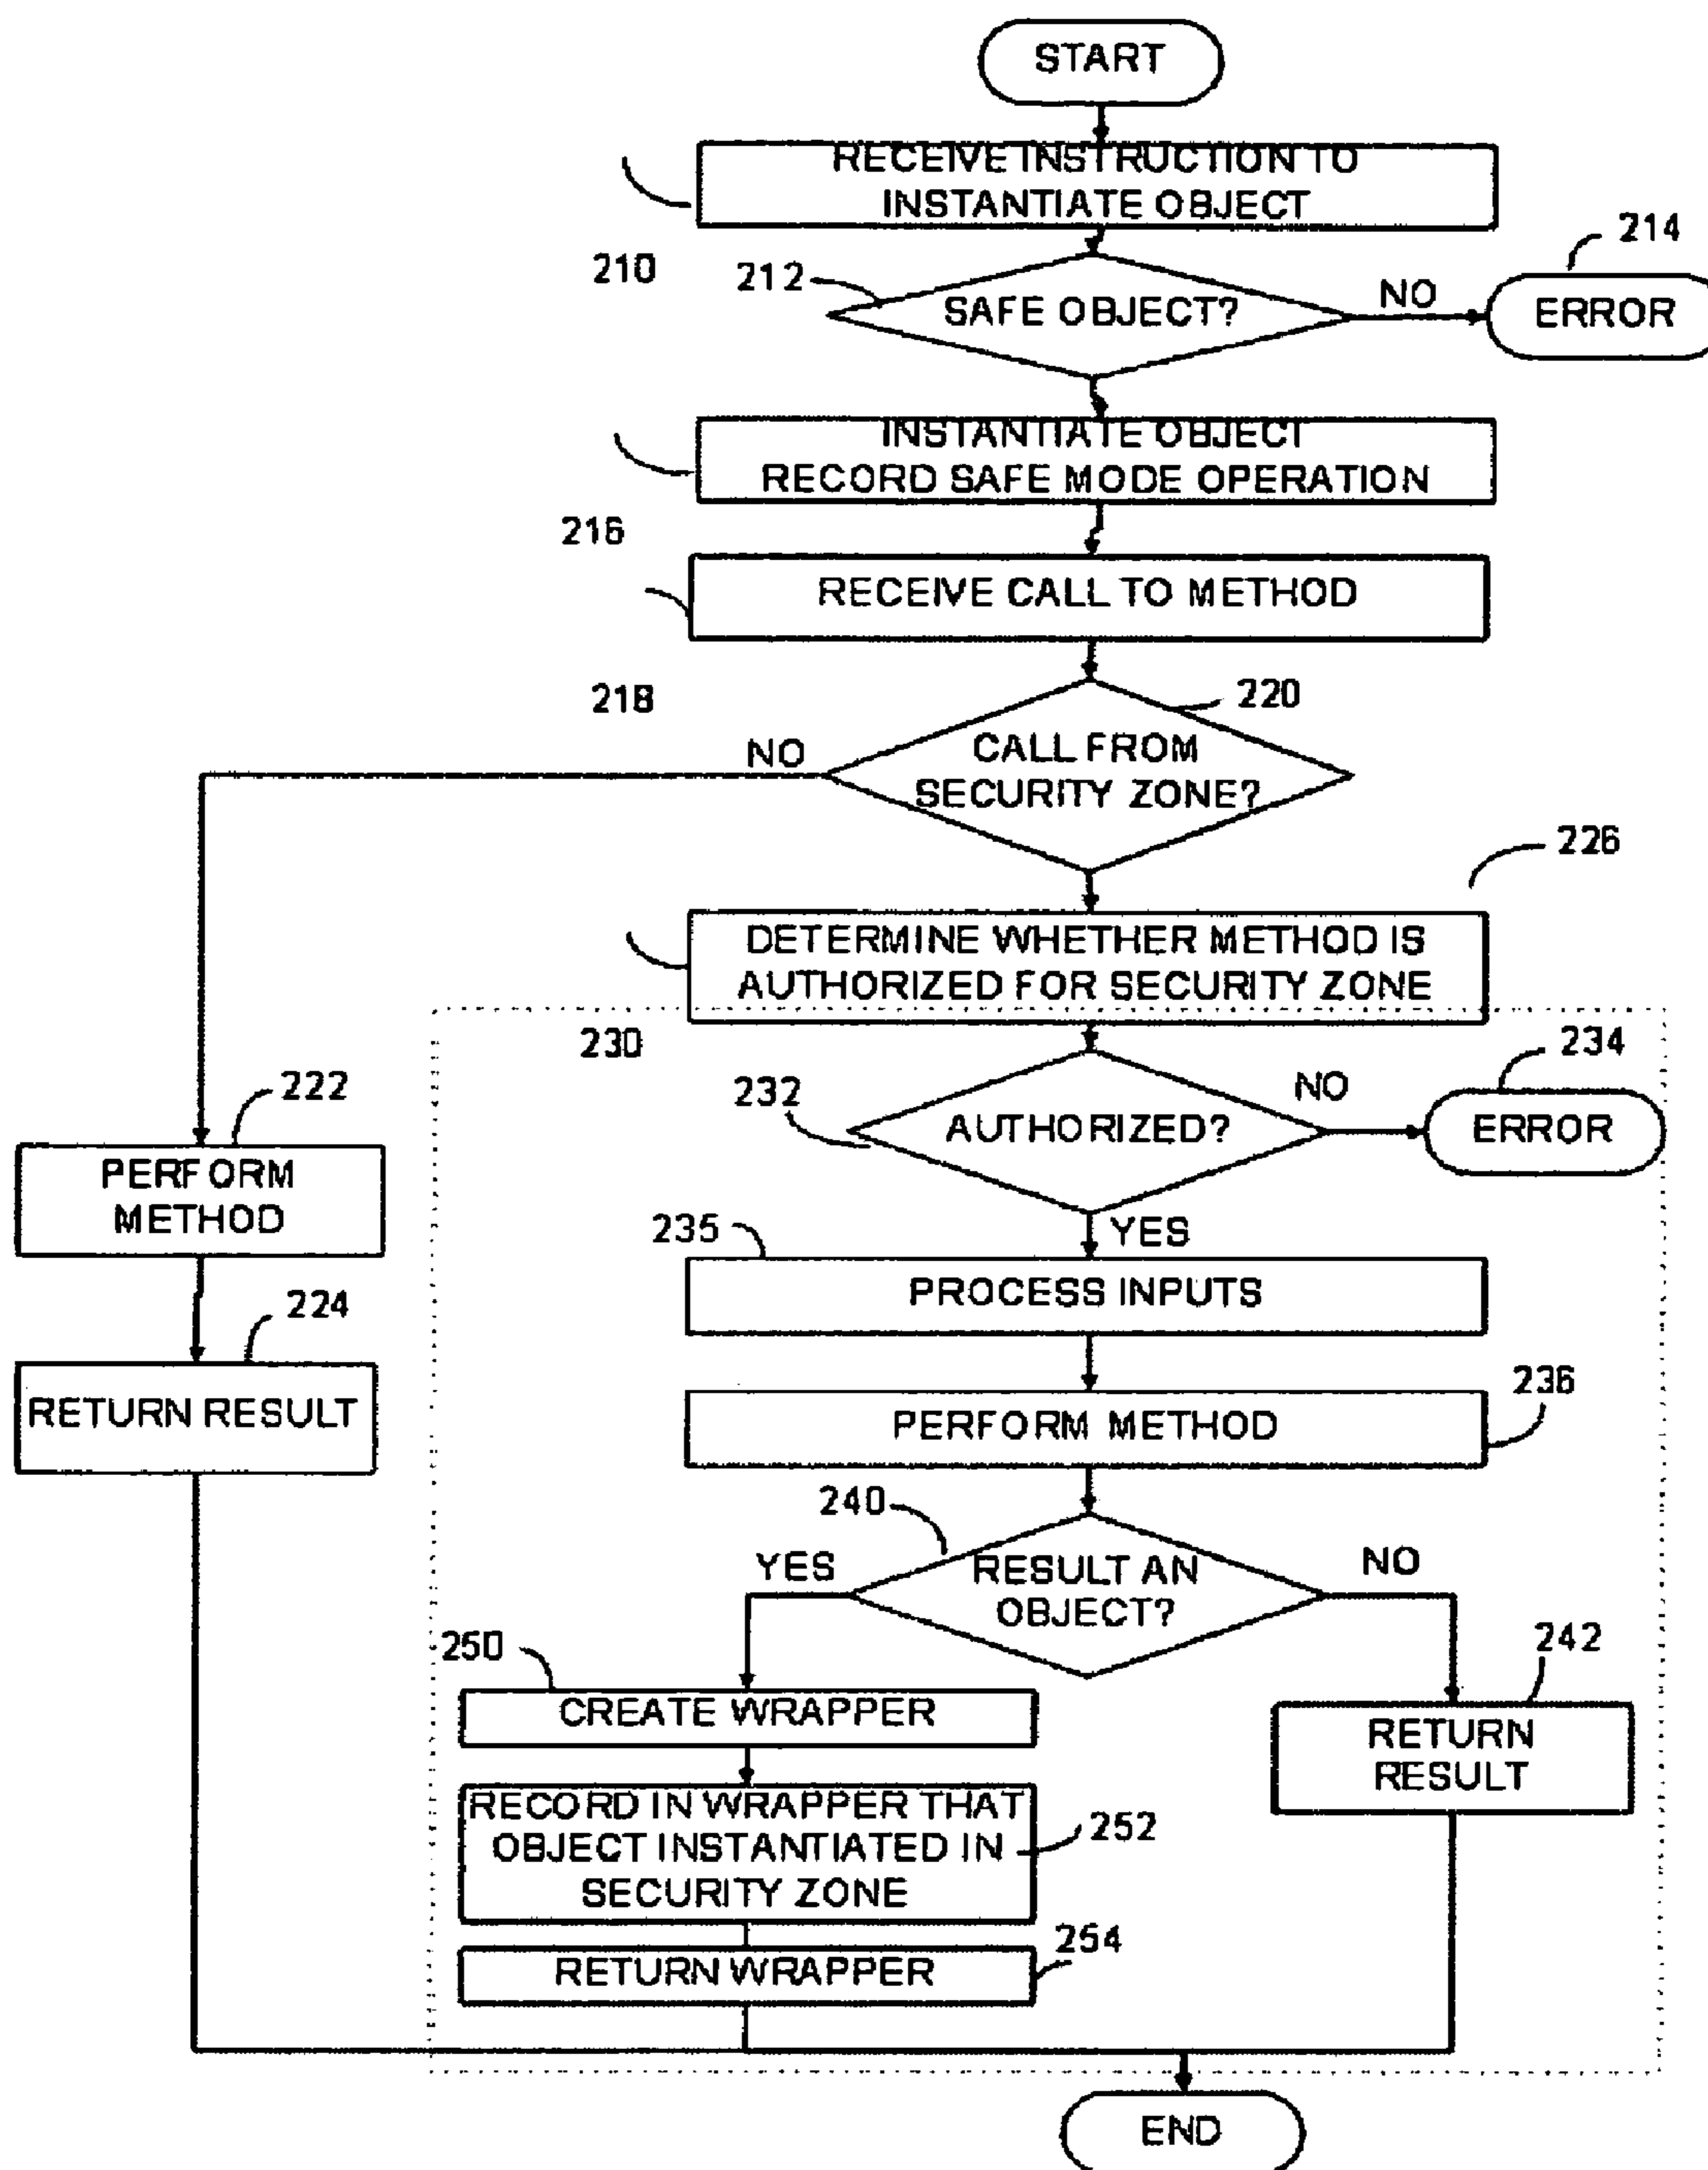 START
RECEIVE INSTRUCTION TO
INSTANTIATE OBJECT
214
210
212
SAFE OBJECT?
NO
ERROR
INSTANTIATE OBJECT
RECORD SAFE MODE OPERATION
216
RECEIVE CALL TO METHOD
218
220
NO
CALL FROM
SECURITY ZONE?
226
DETERMINE WHETHER METHOD IS
AUTHORIZED FOR SECURITY ZONE
230
234
232
NO
AUTHORIZED?
ERROR
222
PERFORM
METHOD
YES
235
PROCESS INPUTS
224
RETURN RESULT
236
PERFORM METHOD
240
YES
RESULT AN
OBJECT?
NO
250
242
CREATE WRAPPER
RETURN
RESULT
RECORD IN WRAPPER THAT
OBJECT INSTANTIATED IN
SECURITY ZONE
252
254
RETURN WRAPPER
END